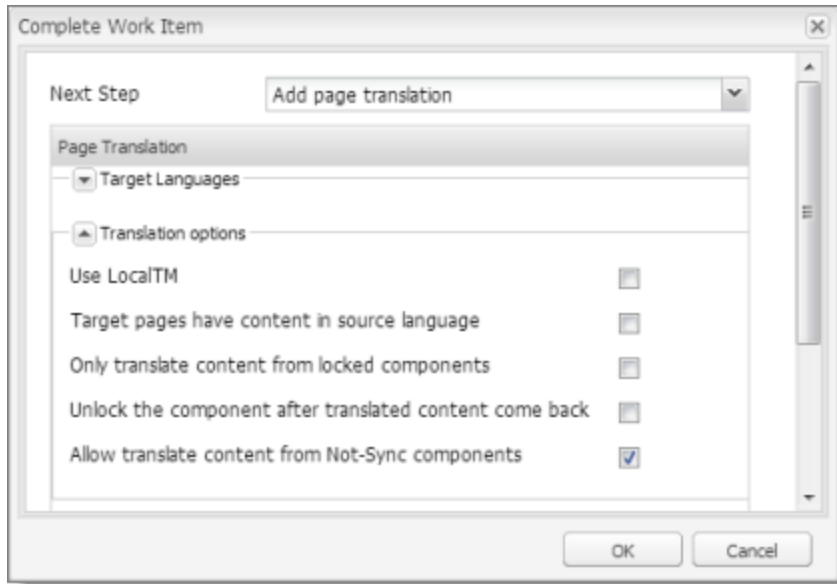 Complete Work Item
Next Step
Add page translation
Page Translation
Target Languages
Translation options
Use LocalTM
Target pages have content in source language
Only translate content from locked components
Unlock the component after translated content come back
Allow translate content from Not-Sync components
OK
Cancel